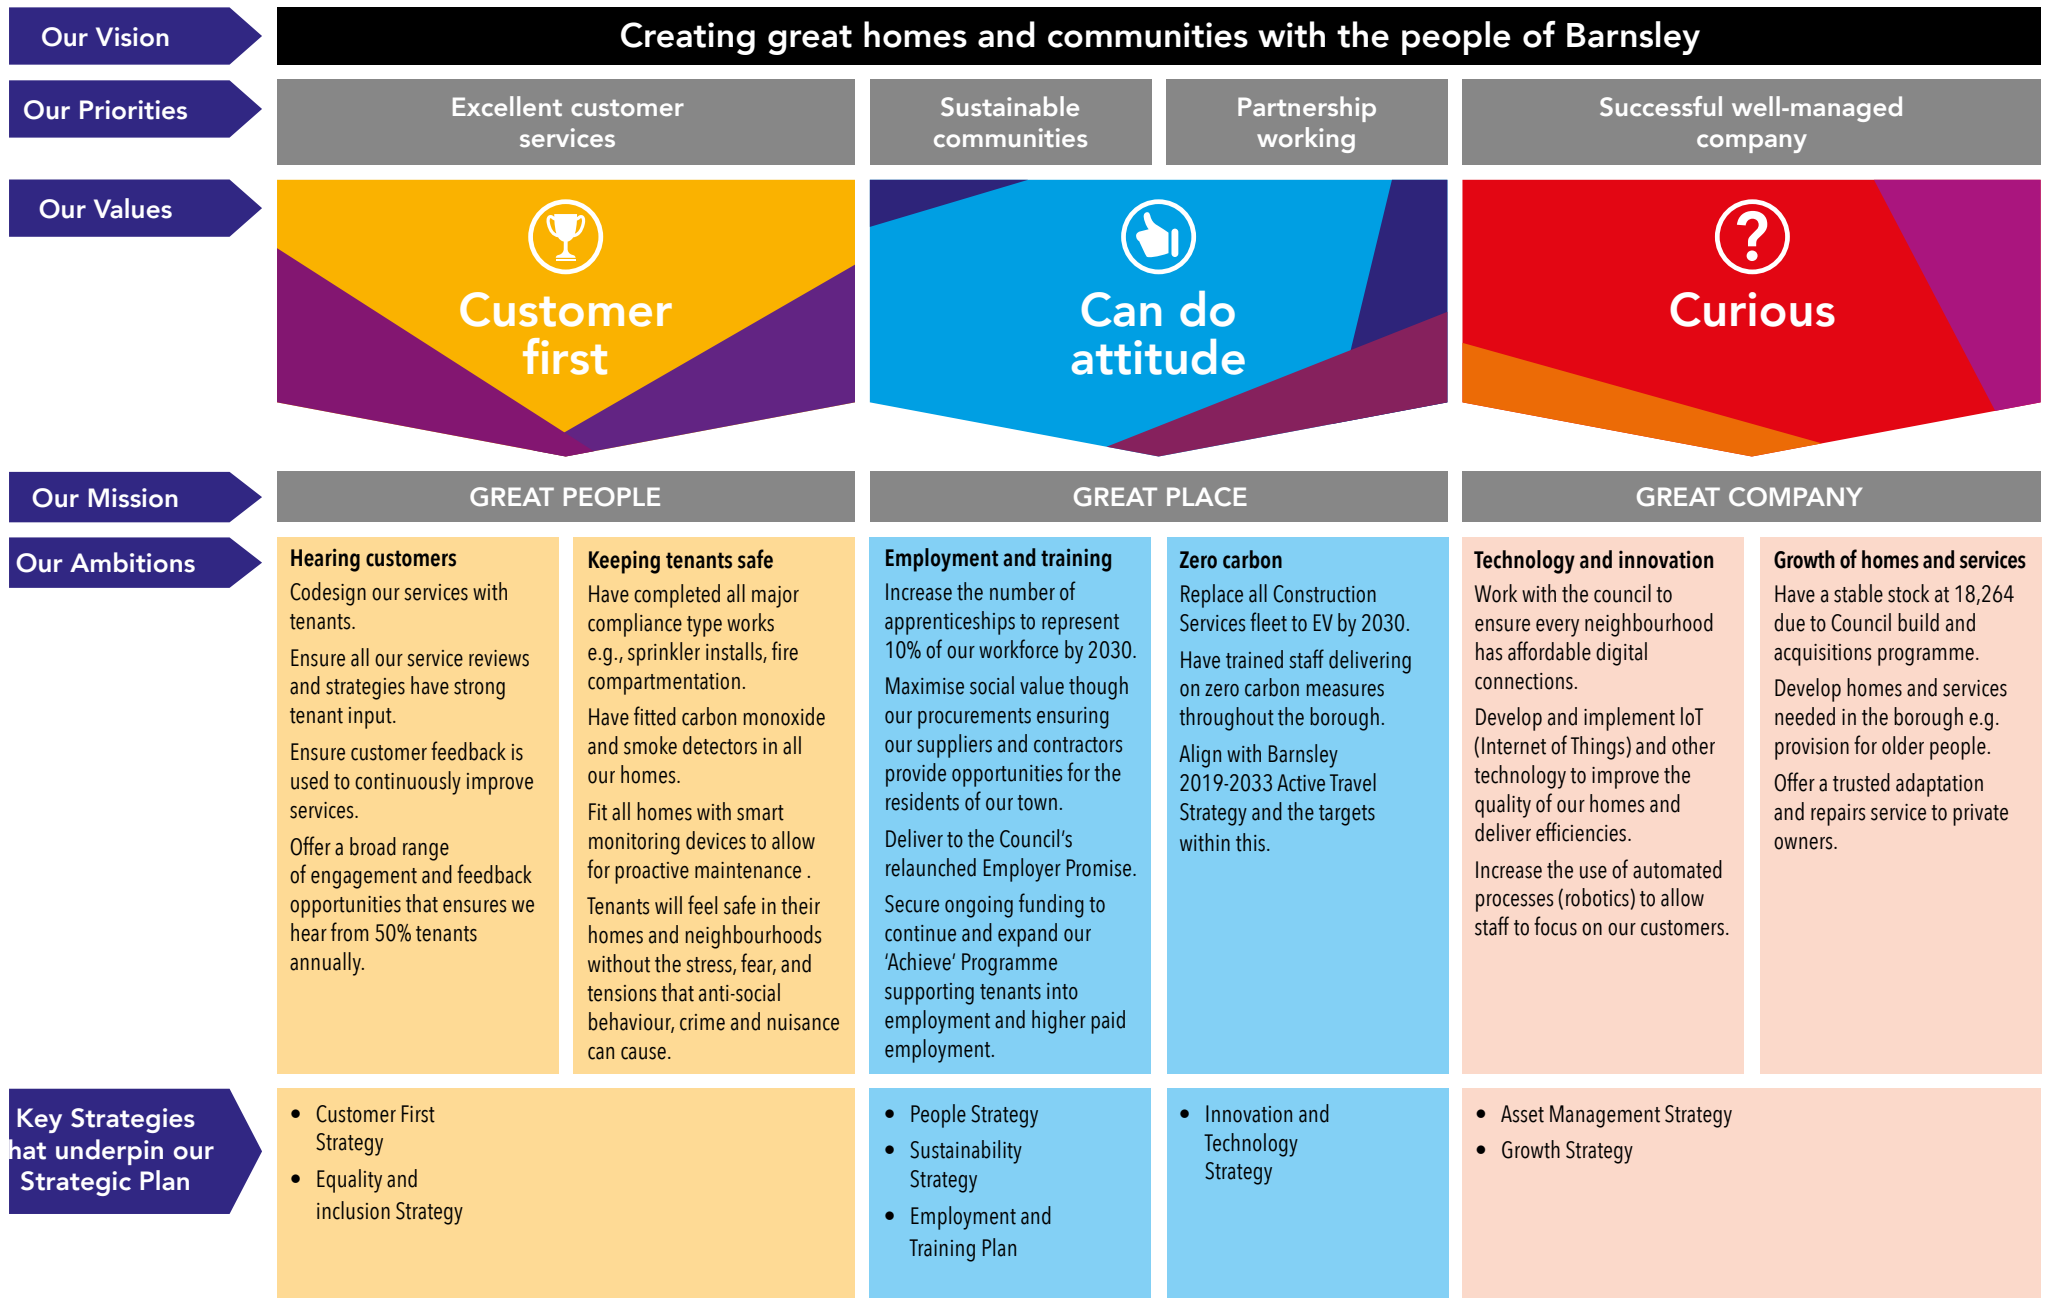 Our Vision
Creating great homes and communities with the people of Barnsley
Our Priorities
Excellent customer
services
Sustainable
communities
Partnership
working
Successful well-managed
company
Our Values
Customer
first
Can do
attitude
?
Curious
Our Mission
GREAT PEOPLE
GREAT PLACE
GREAT COMPANY
Our Ambitions
Hearing customers
Codesign our services with
tenants.
Ensure all our service reviews
and strategies have strong
tenant input.
Ensure customer feedback is
used to continuously improve
services.
Offer a broad range
of engagement and feedback
opportunities that ensures we
hear from 50% tenants
annually.
Keeping tenants safe
Have completed all major
compliance type works
e.g., sprinkler installs, fire
compartmentation.
Have fitted carbon monoxide
and smoke detectors in all
our homes.
Fit all homes with smart
monitoring devices to allow
for proactive maintenance .
Tenants will feel safe in their
homes and neighbourhoods
without the stress, fear, and
tensions that anti-social
behaviour, crime and nuisance
can cause.
Employment and training
Increase the number of
apprenticeships to represent
10% of our workforce by 2030.
Maximise social value though
our procurements ensuring
our suppliers and contractors
provide opportunities for the
residents of our town.
Deliver to the Council’s
relaunched Employer Promise.
Secure ongoing funding to
continue and expand our
‘Achieve’ Programme
supporting tenants into
employment and higher paid
employment.
Zero carbon
Replace all Construction
Services fleet to EV by 2030.
Have trained staff delivering
on zero carbon measures
throughout the borough.
Align with Barnsley
2019-2033 Active Travel
Strategy and the targets
within this.
Technology and innovation
Work with the council to
ensure every neighbourhood
has affordable digital
connections.
Develop and implement IoT
(Internet of Things) and other
technology to improve the
quality of our homes and
deliver efficiencies.
Increase the use of automated
processes (robotics) to allow
staff to focus on our customers.
Growth of homes and services
Have a stable stock at 18,264
due to Council build and
acquisitions programme.
Develop homes and services
needed in the borough e.g.
provision for older people.
Offer a trusted adaptation
and repairs service to private
owners.
Key Strategies
hat underpin our
Strategic Plan
• Customer First
Strategy
• Equality and
inclusion Strategy
• People Strategy
• Sustainability
Strategy
• Employment and
Training Plan
• Innovation and
Technology
Strategy
• Asset Management Strategy
• Growth Strategy